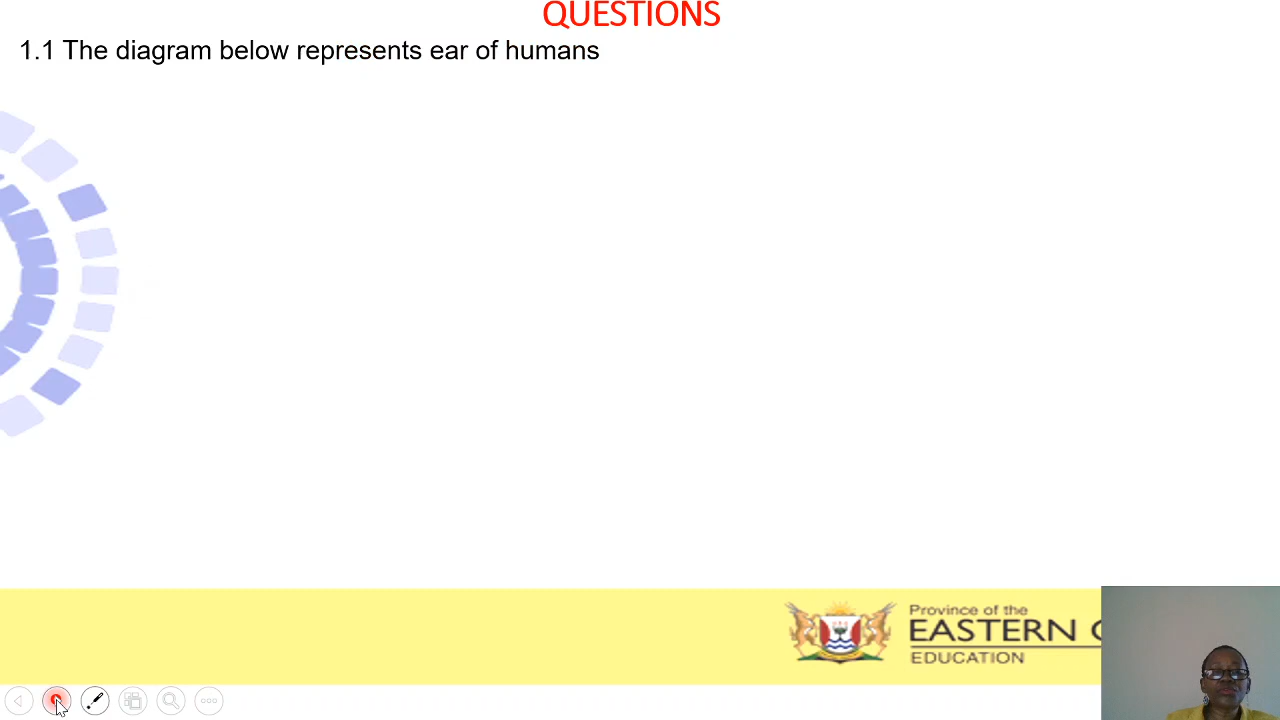 QUESTIONS
1.1 The diagram below represents ear of humans
Province of the
EASTERN
EDUCATION